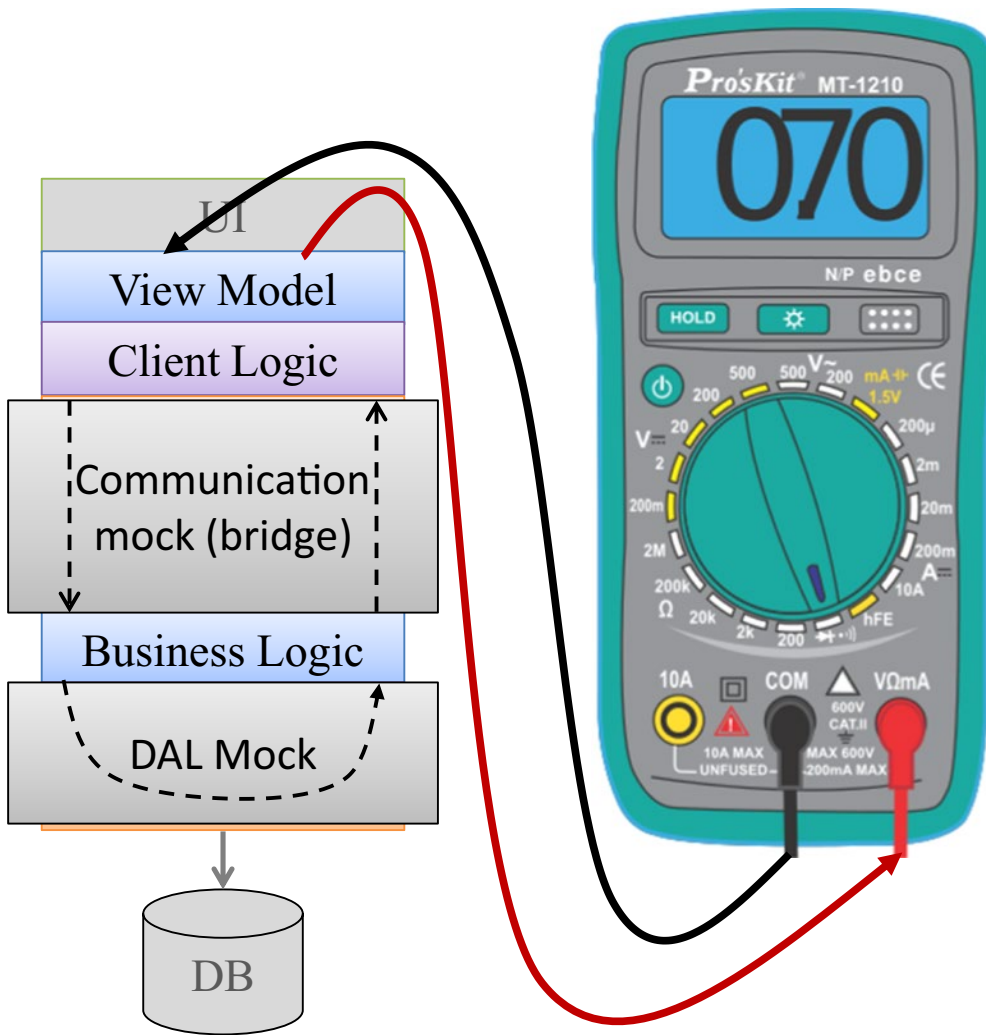 UI
View Model
Client Logic
Communication
mock (bridge)
Business Logic
DAL Mock
DB
Pro'sKit® MT-1210
07.0
N/P ebce
HOLD
V~
500
200
mA
1.5V
CE
200µ
2m
20m
200m
A
10A
hFE
200
2k
20k
Ω
200k
2M
200m
2
V
20
200
500
10A
COM
VΩmA
!
600V
CAT.II
10A MAX
UNFUSED
MAX 600V
200mA MAX